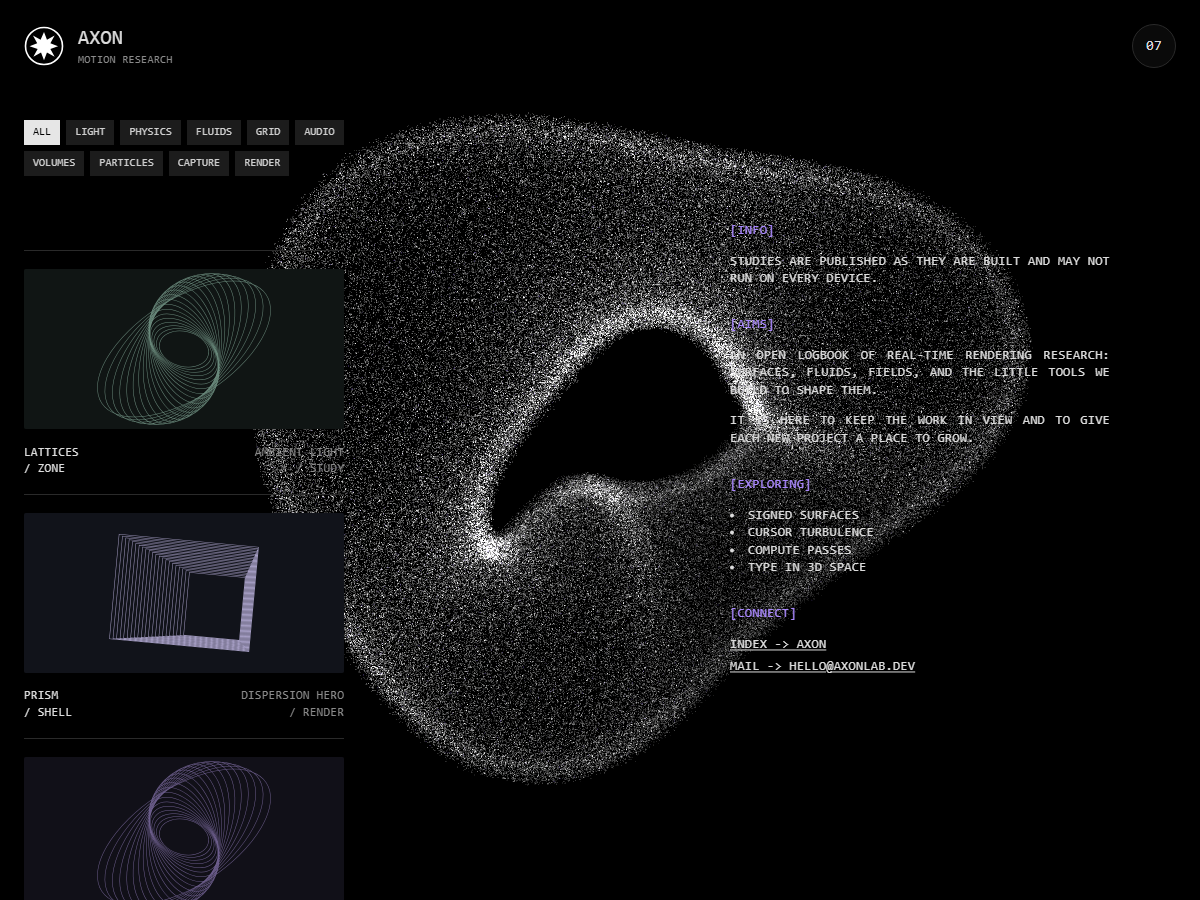 AXON
MOTION RESEARCH
07
ALL LIGHT PHYSICS FLUIDS GRID AUDIO
VOLUMES PARTICLES CAPTURE RENDER
LATTICES
/ ZONE
AMBIENT LIGHT
/ STUDY
PRISM
/ SHELL
DISPERSION HERO
/ RENDER
[INFO]
STUDIES ARE PUBLISHED AS THEY ARE BUILT AND MAY NOT
RUN ON EVERY DEVICE.
[AIMS]
AN OPEN LOGBOOK OF REAL-TIME RENDERING RESEARCH:
SURFACES, FLUIDS, FIELDS, AND THE LITTLE TOOLS WE
BUILD TO SHAPE THEM.
IT IS HERE TO KEEP THE WORK IN VIEW AND TO GIVE
EACH NEW PROJECT A PLACE TO GROW.
[EXPLORING]
• SIGNED SURFACES
• CURSOR TURBULENCE
• COMPUTE PASSES
• TYPE IN 3D SPACE
[CONNECT]
INDEX -> AXON
MAIL -> HELLO@AXONLAB.DEV